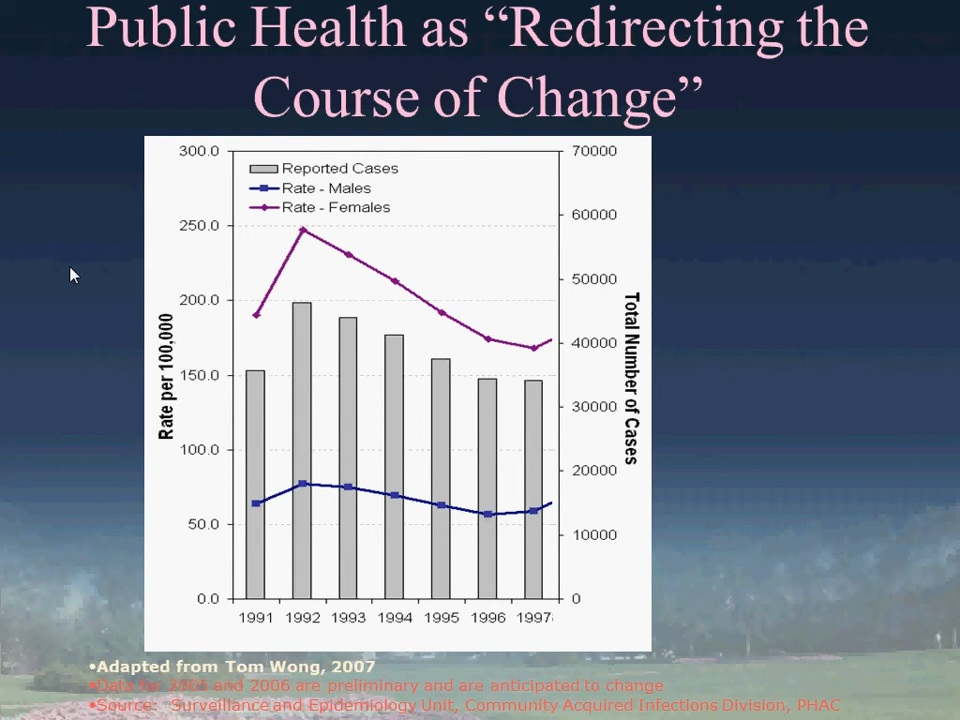 Public Health as “Redirecting the
Course of Change”
300.0
250.0
200.0
150.0
100.0
50.0
0.0
Rate per 100,000
Reported Cases
Rate - Males
Rate - Females
70000
60000
50000
40000
30000
20000
10000
0
Total Number of Cases
1991 1992 1993 1994 1995 1996 1997
•Adapted from Tom Wong, 2007
•Data for 2005 and 2006 are preliminary and are anticipated to change
•Source: Surveillance and Epidemiology Unit, Community Acquired Infections Division, PHAC